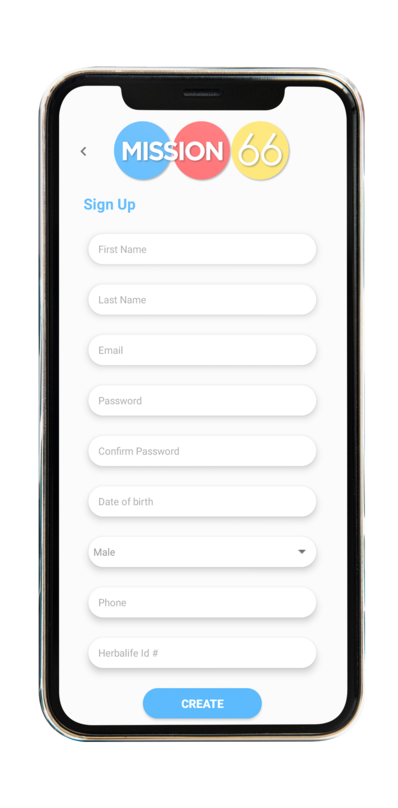 MISSION 66
Sign Up
First Name
Last Name
Email
Password
Confirm Password
Date of birth
Male
Phone
Herbalife Id #
CREATE